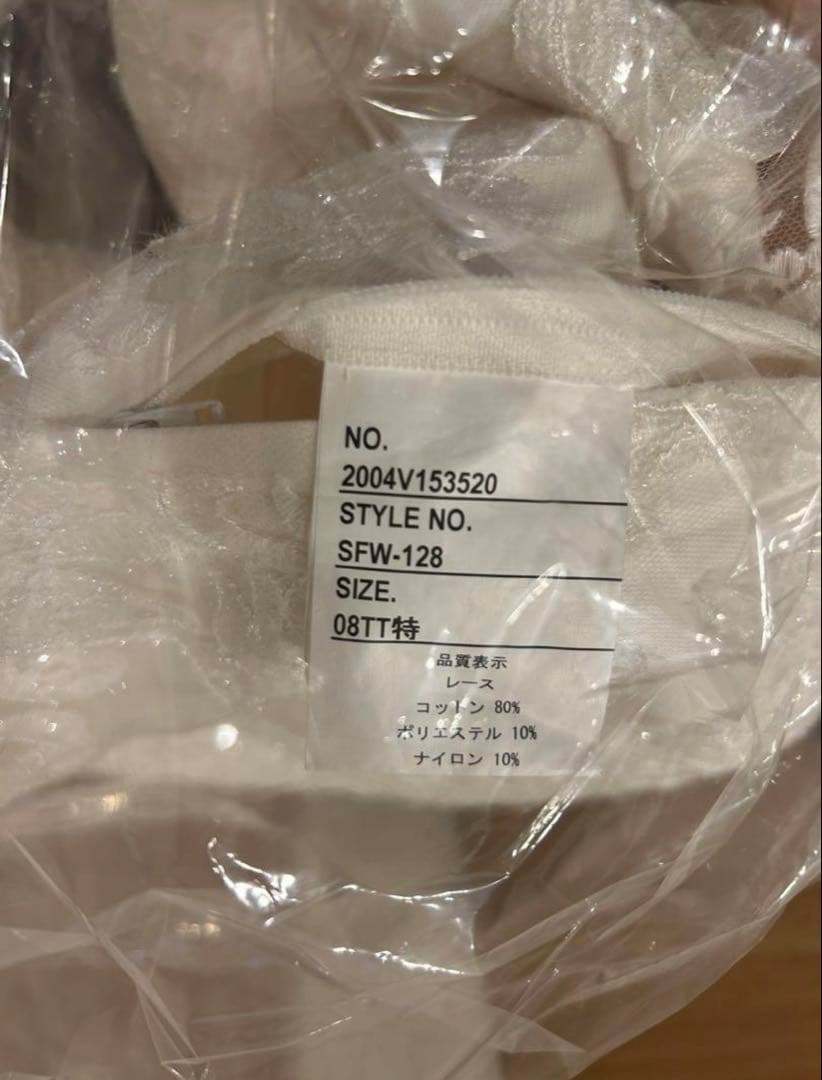 NO.
2004V153520
STYLE NO.
SFW-128
SIZE.
08TT特
品質表示
レース
コットン 80%
ポリエステル 10%
ナイロン 10%